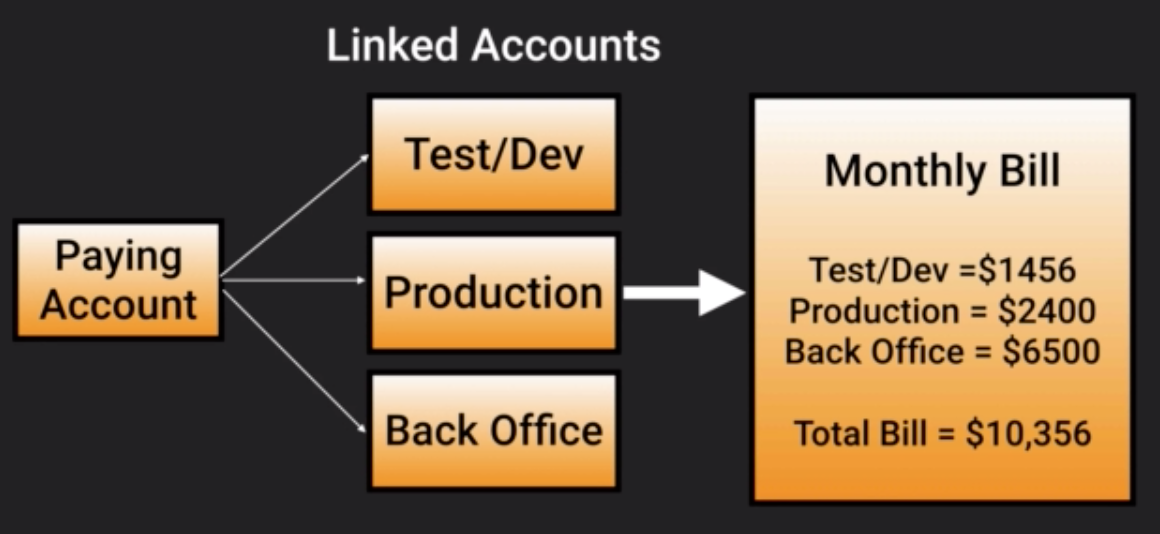 Linked Accounts
Paying
Account
Test/Dev
Production
Back Office
Monthly Bill
Test/Dev =$1456
Production = $2400
Back Office = $6500
Total Bill = $10,356